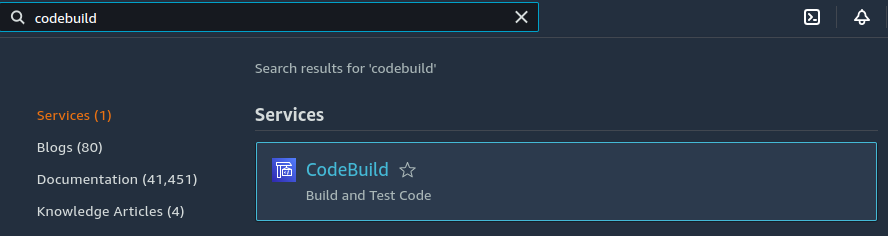 codebuild
Search results for 'codebuild'
Services (1)
Blogs (80)
Documentation (41,451)
Knowledge Articles (4)
Services
CodeBuild
Build and Test Code